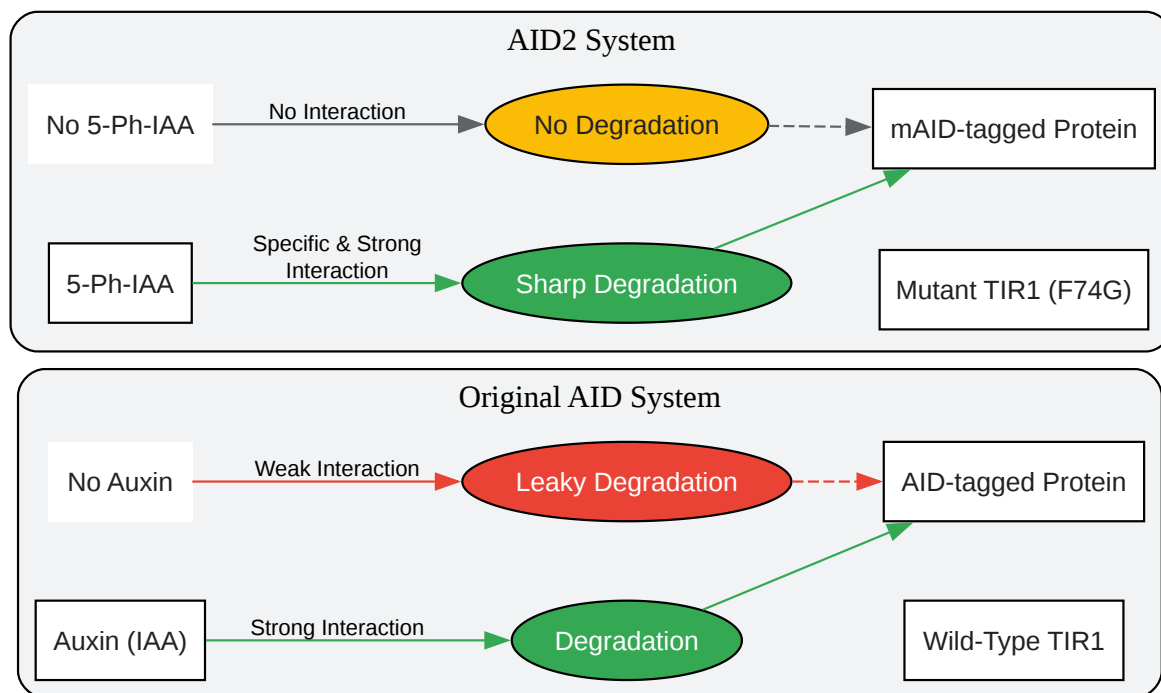 AID2 System
No 5-Ph-IAA
No Interaction
No Degradation
mAID-tagged Protein
5-Ph-IAA
Specific & Strong
Interaction
Sharp Degradation
Mutant TIR1 (F74G)
Original AID System
No Auxin
Weak Interaction
Leaky Degradation
AID-tagged Protein
Auxin (IAA)
Strong Interaction
Degradation
Wild-Type TIR1